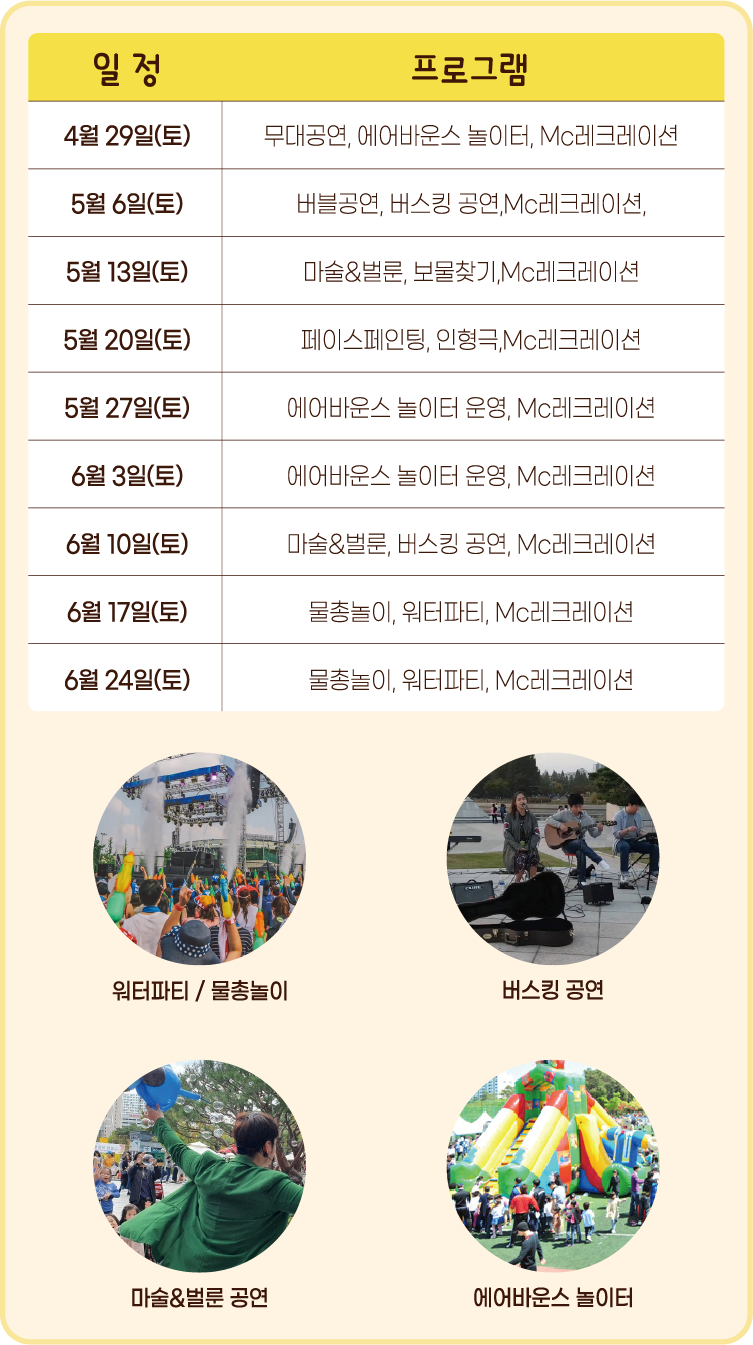 일 정 프로그램
4월 29일(토) 무대공연, 에어바운스 놀이터, Mc레크레이션
5월 6일(토) 버블공연, 버스킹 공연,Mc레크레이션,
5월 13일(토) 마술&벌룬, 보물찾기,Mc레크레이션
5월 20일(토) 페이스페인팅, 인형극,Mc레크레이션
5월 27일(토) 에어바운스 놀이터 운영, Mc레크레이션
6월 3일(토) 에어바운스 놀이터 운영, Mc레크레이션
6월 10일(토) 마술&벌룬, 버스킹 공연, Mc레크레이션
6월 17일(토) 물총놀이, 워터파티, Mc레크레이션
6월 24일(토) 물총놀이, 워터파티, Mc레크레이션
워터파티 / 물총놀이
버스킹 공연
마술&벌룬 공연
에어바운스 놀이터